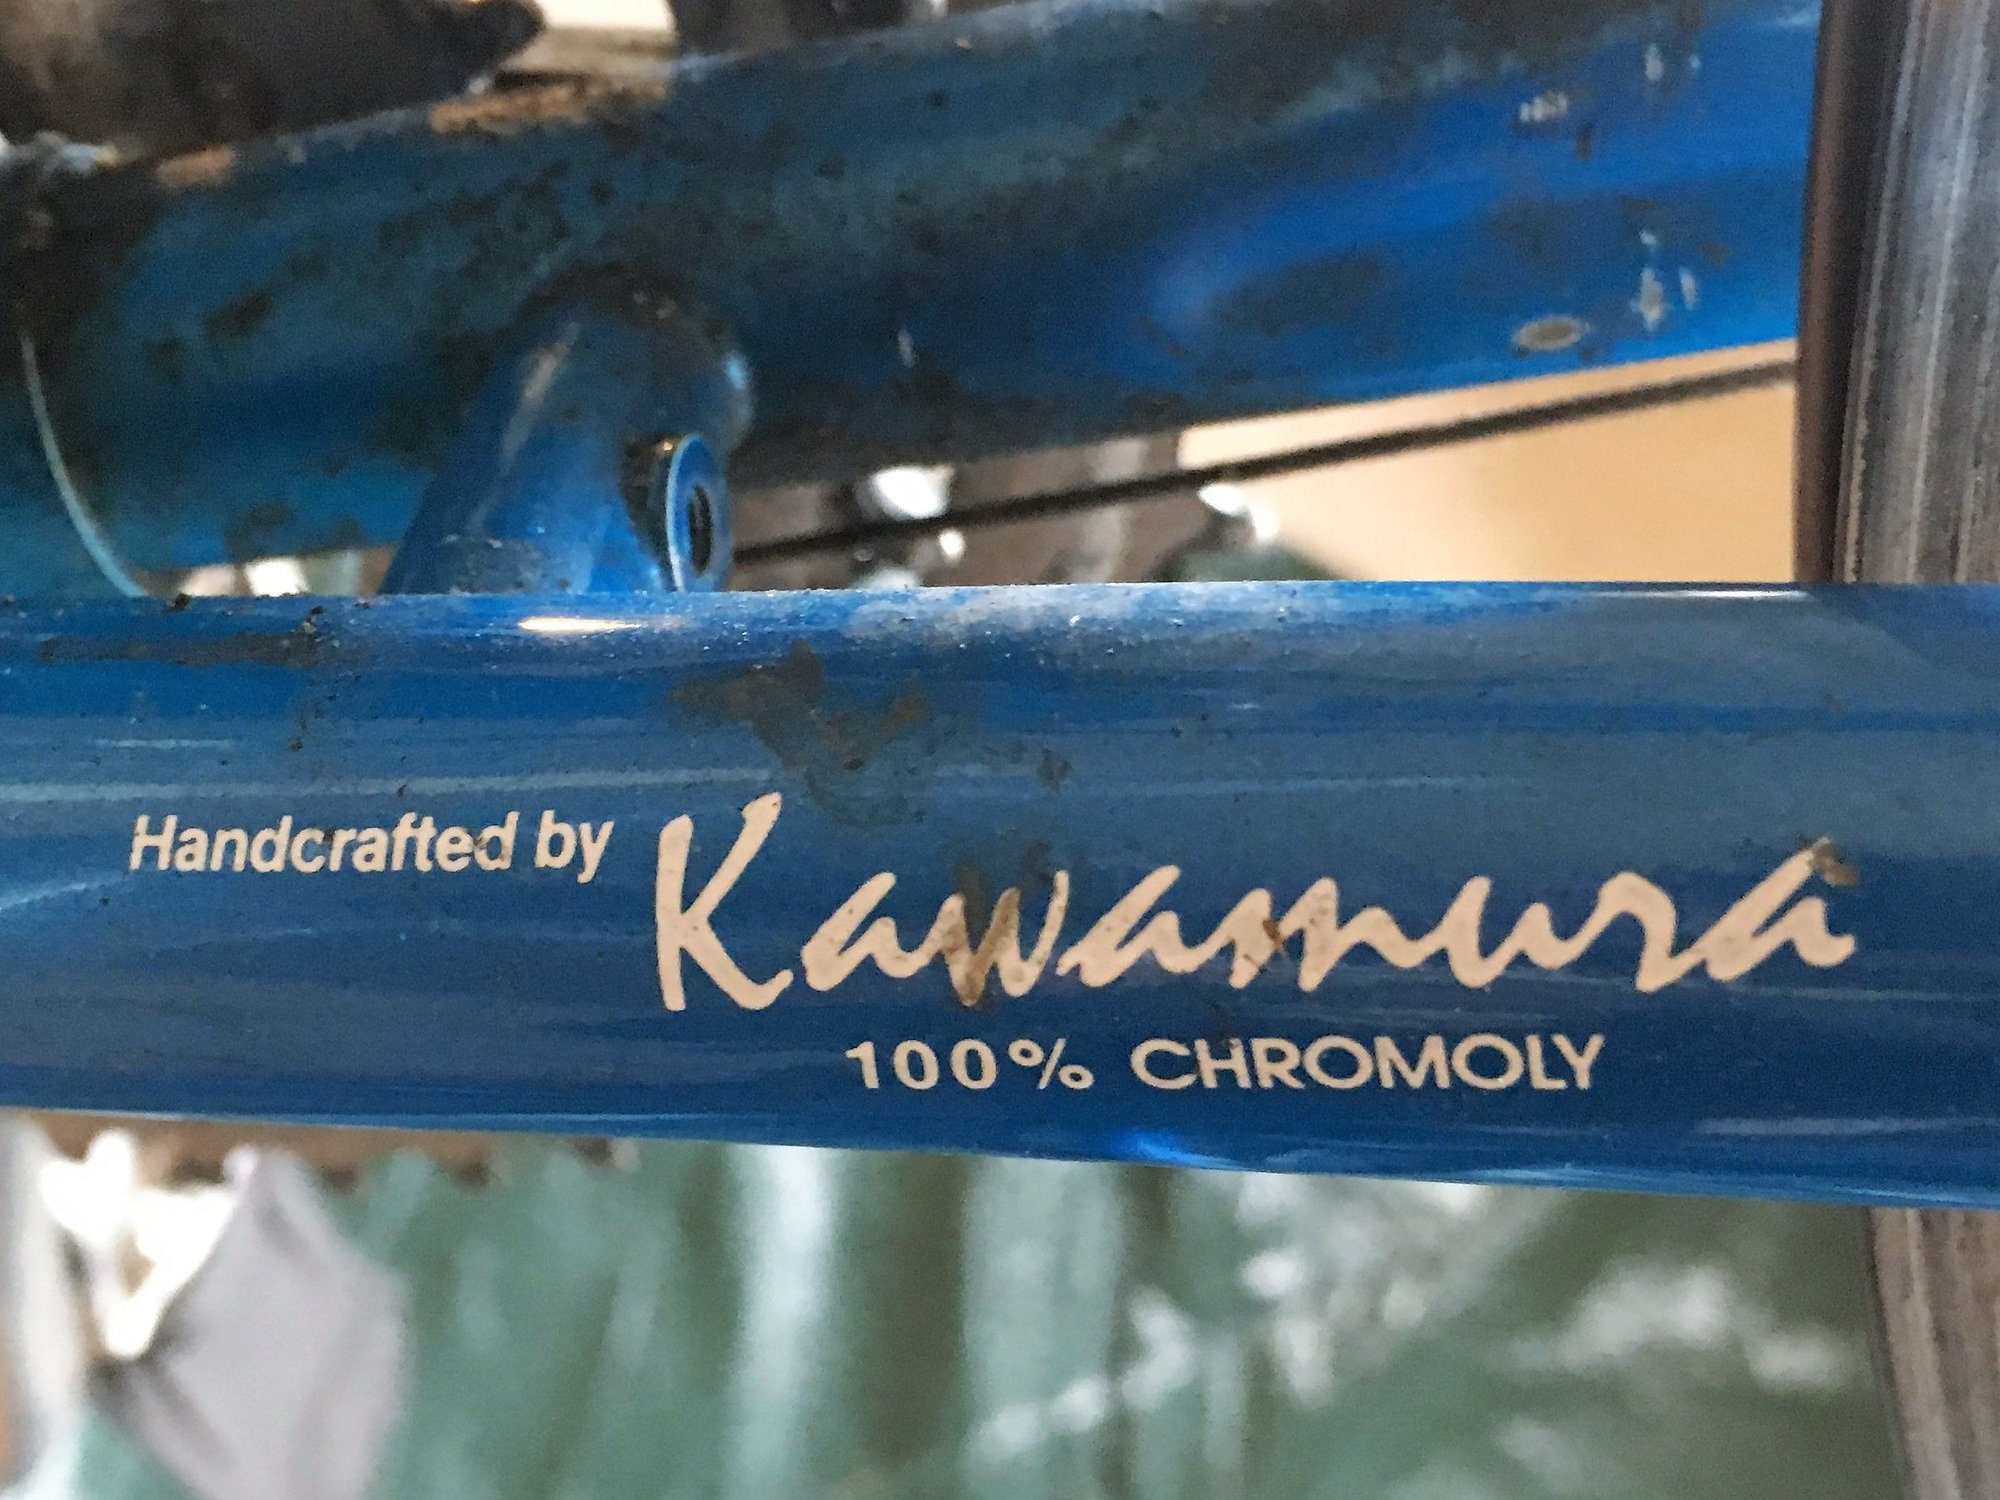 Handcrafted by Kawamura
100% CHROMOLY